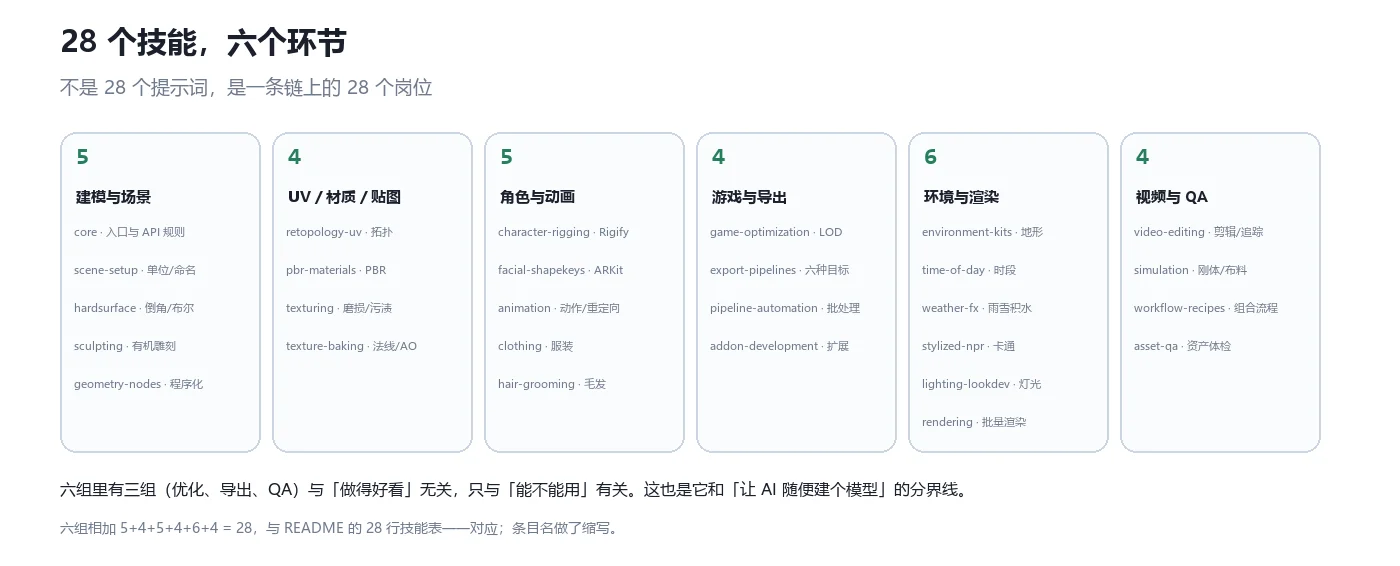 28 个技能，六个环节
不是 28 个提示词，是一条链上的 28 个岗位
5
建模与场景
core · 入口与 API 规则
scene-setup · 单位/命名
hardsurface · 倒角/布尔
sculpting · 有机雕刻
geometry-nodes · 程序化
4
UV / 材质 / 贴图
retopology-uv · 拓扑
pbr-materials · PBR
texturing · 磨损/污渍
texture-baking · 法线/AO
5
角色与动画
character-rigging · Rigify
facial-shapekeys · ARKit
animation · 动作/重定向
clothing · 服装
hair-grooming · 毛发
4
游戏与导出
game-optimization · LOD
export-pipelines · 六种目标
pipeline-automation · 批处理
addon-development · 扩展
6
环境与渲染
environment-kits · 地形
time-of-day · 时段
weather-fx · 雨雪积水
stylized-npr · 卡通
lighting-lookdev · 灯光
rendering · 批量渲染
4
视频与 QA
video-editing · 剪辑/追踪
simulation · 刚体/布料
workflow-recipes · 组合流程
asset-qa · 资产体检
六组里有三组（优化、导出、QA）与「做得好看」无关，只与「能不能用」有关。这也是它和「让 AI 随便建个模型」的分界线。
六组相加 5+4+5+4+6+4 = 28，与 README 的 28 行技能表一一对应；条目名做了缩写。